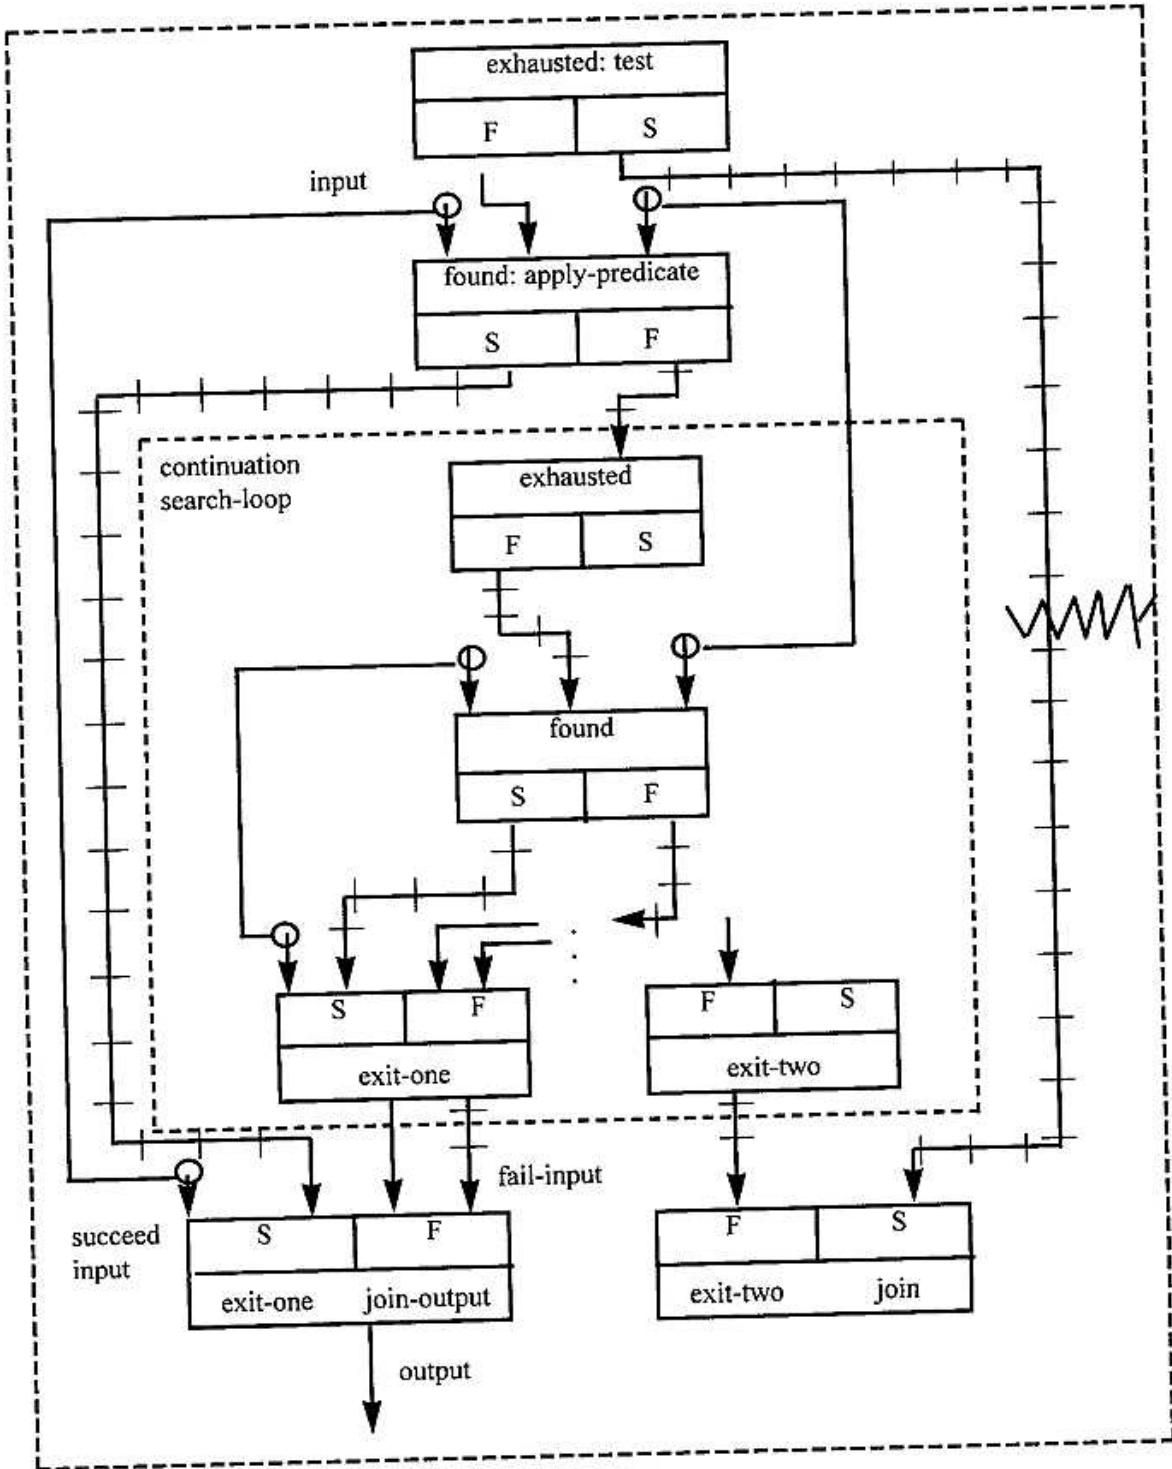 exhausted: test
F S
input
found: apply-predicate
S F
continuation
search-loop
exhausted
F S
found
S F
S F
exit-one
F S
exit-two
fail-input
succeed
input
S F
exit-one join-output
F S
exit-two join
output